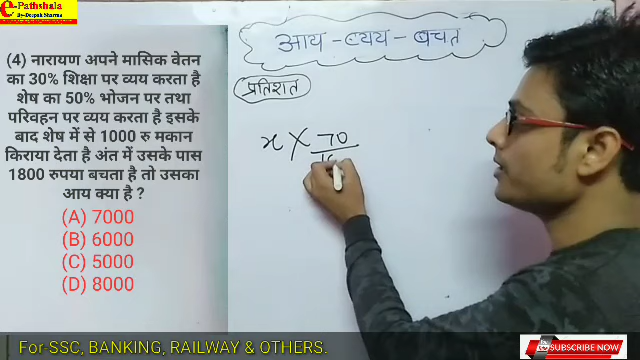 e-Pathshala
By-Deepak Sharma
आय-व्यय-बचत
प्रतिशत
(4) नारायण अपने मासिक वेतन
का 30% शिक्षा पर व्यय करता है
शेष का 50% भोजन पर तथा
परिवहन पर व्यय करता है इसके
बाद शेष में से 1000 रु मकान
किराया देता है अंत में उसके पास
1800 रुपया बचता है तो उसका
आय क्या है ?
(A) 7000
(B) 6000
(C) 5000
(D) 8000
x × 70
For-SSC, BANKING, RAILWAY & OTHERS.
SUBSCRIBE NOW